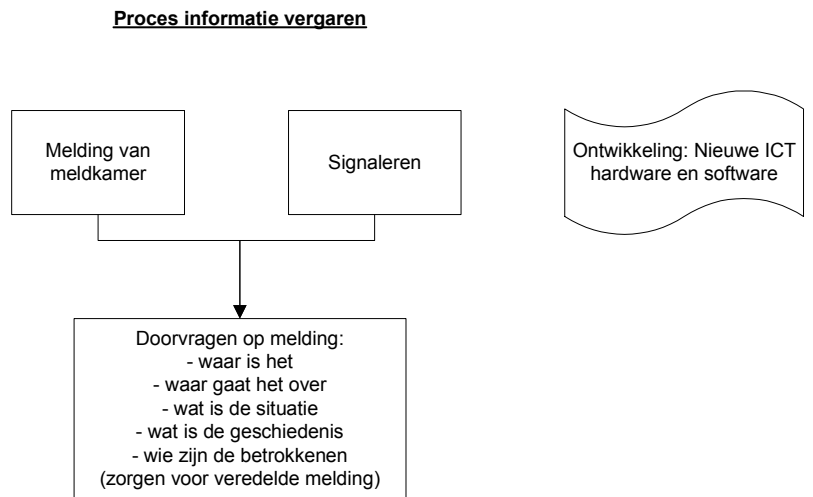 Proces informatie vergaren
Melding van
meldkamer
Signaleren
Ontwikkeling: Nieuwe ICT
hardware en software
Doorvragen op melding:
- waar is het
- waar gaat het over
- wat is de situatie
- wat is de geschiedenis
- wie zijn de betrokkenen
(zorgen voor veredelde melding)